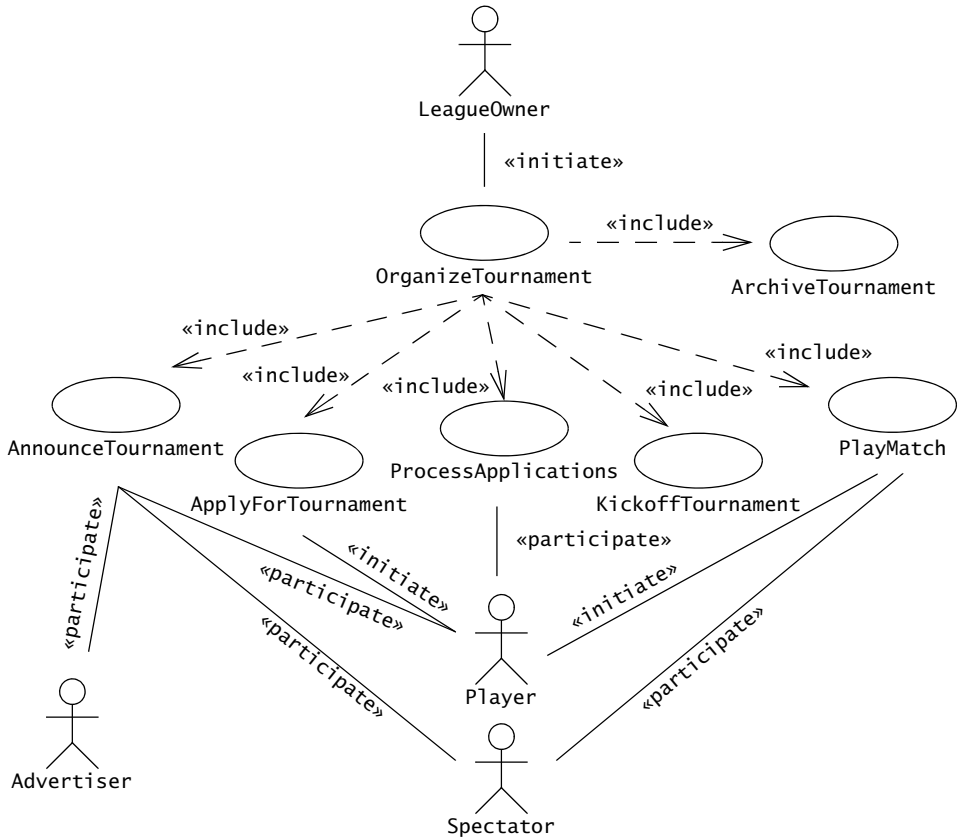 LeagueOwner
«initiate»
«include»
OrganizeTournament
ArchiveTournament
«include»
«include»
«include»
«include»
«include»
AnnounceTournament
PlayMatch
ProcessApplications
ApplyForTournament
KickoffTournament
«participate»
«participate»
«initiate»
«participate»
«initiate»
«participate»
«participate»
Player
Advertiser
Spectator